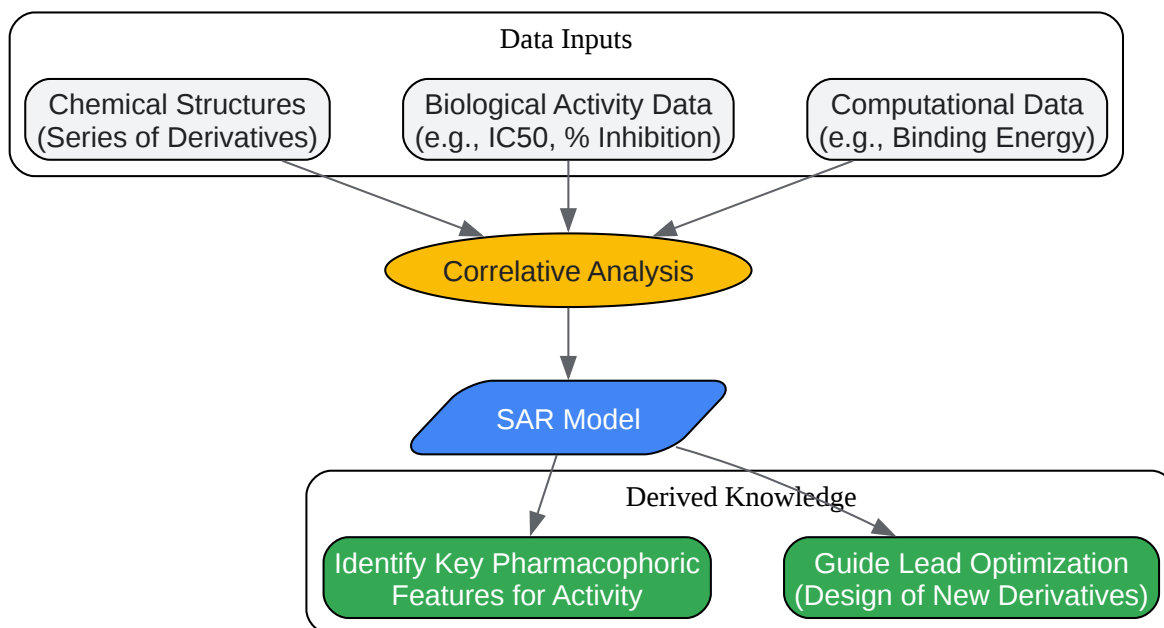 Data Inputs
Chemical Structures
(Series of Derivatives)
Biological Activity Data
(e.g., IC50, % Inhibition)
Computational Data
(e.g., Binding Energy)
Correlative Analysis
SAR Model
Derived Knowledge
Identify Key Pharmacophoric
Features for Activity
Guide Lead Optimization
(Design of New Derivatives)